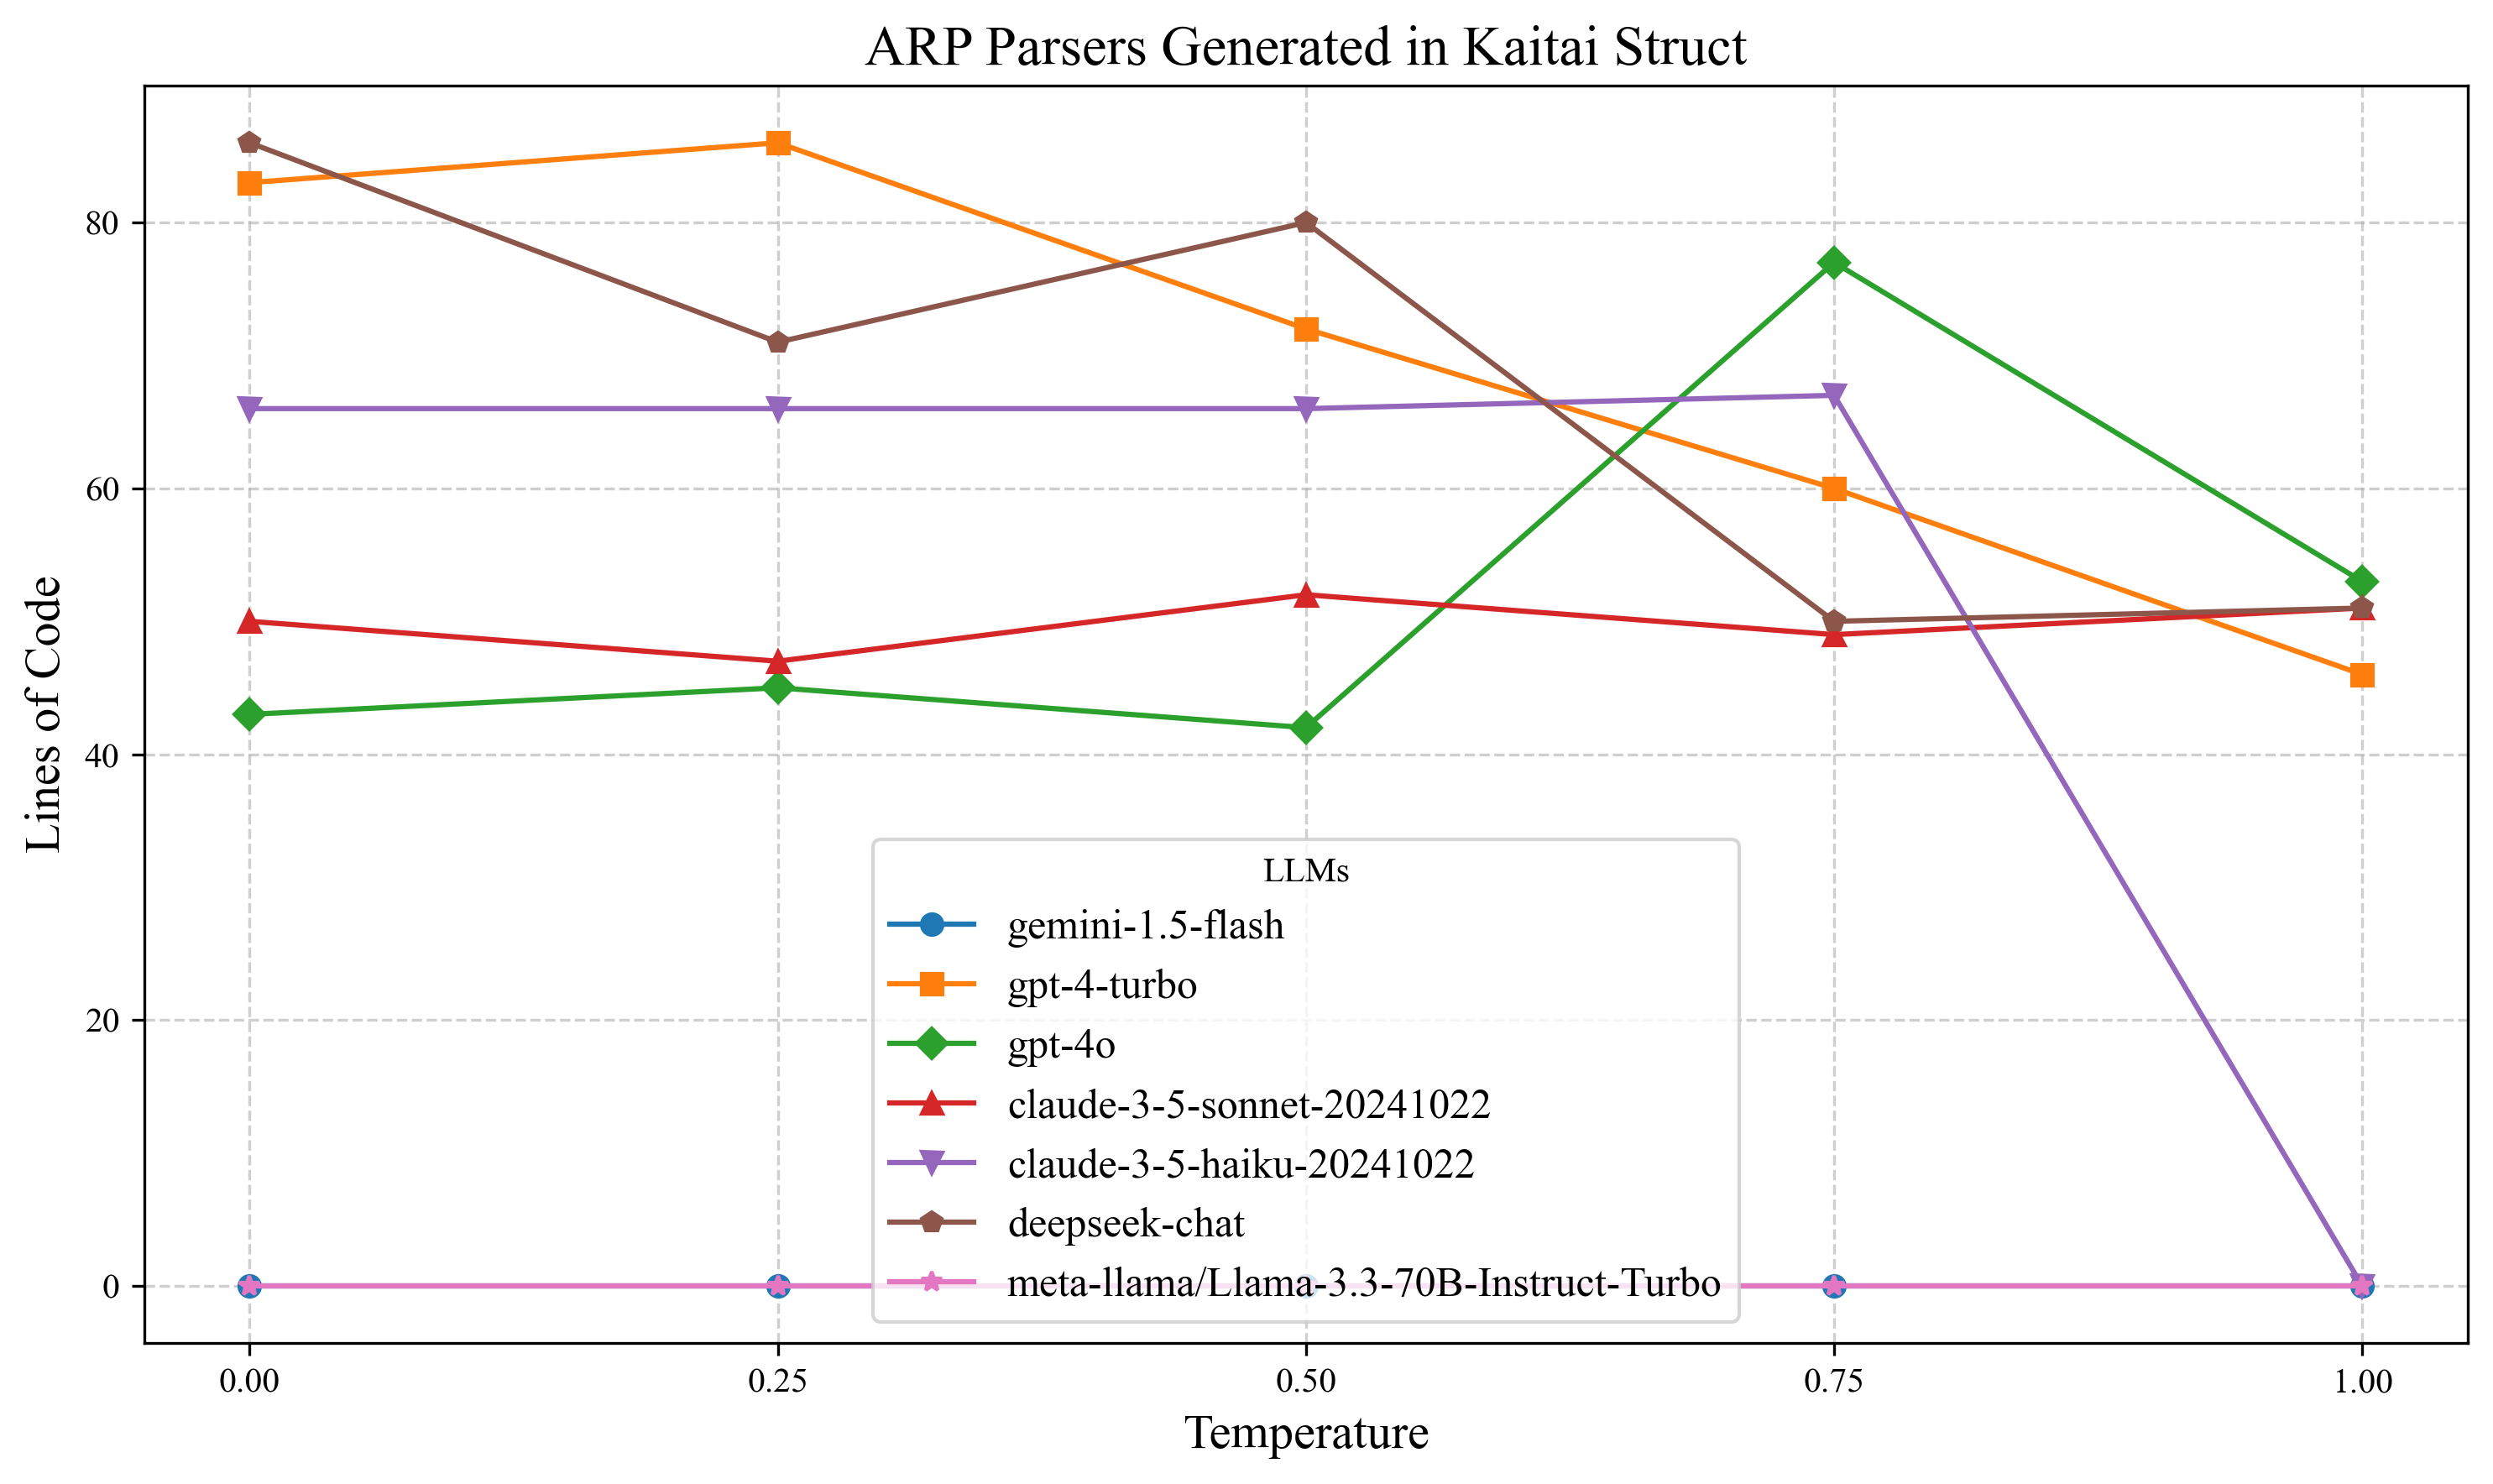 ARP Parsers Generated in Kaitai Struct
Lines of Code
80
60
40
20
0
LLMs
gemini-1.5-flash
gpt-4-turbo
gpt-4o
claude-3-5-sonnet-20241022
claude-3-5-haiku-20241022
deepseek-chat
meta-llama/Llama-3.3-70B-Instruct-Turbo
0.00
0.25
0.50
0.75
1.00
Temperature